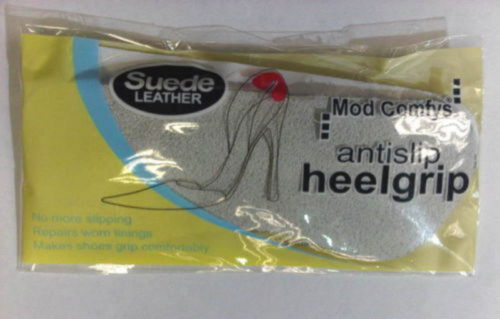 Suede
LEATHER
Mod Comfys
antislip
heelgrip
No more slipping
Repairs worn linings
Makes shoes grip comfortably